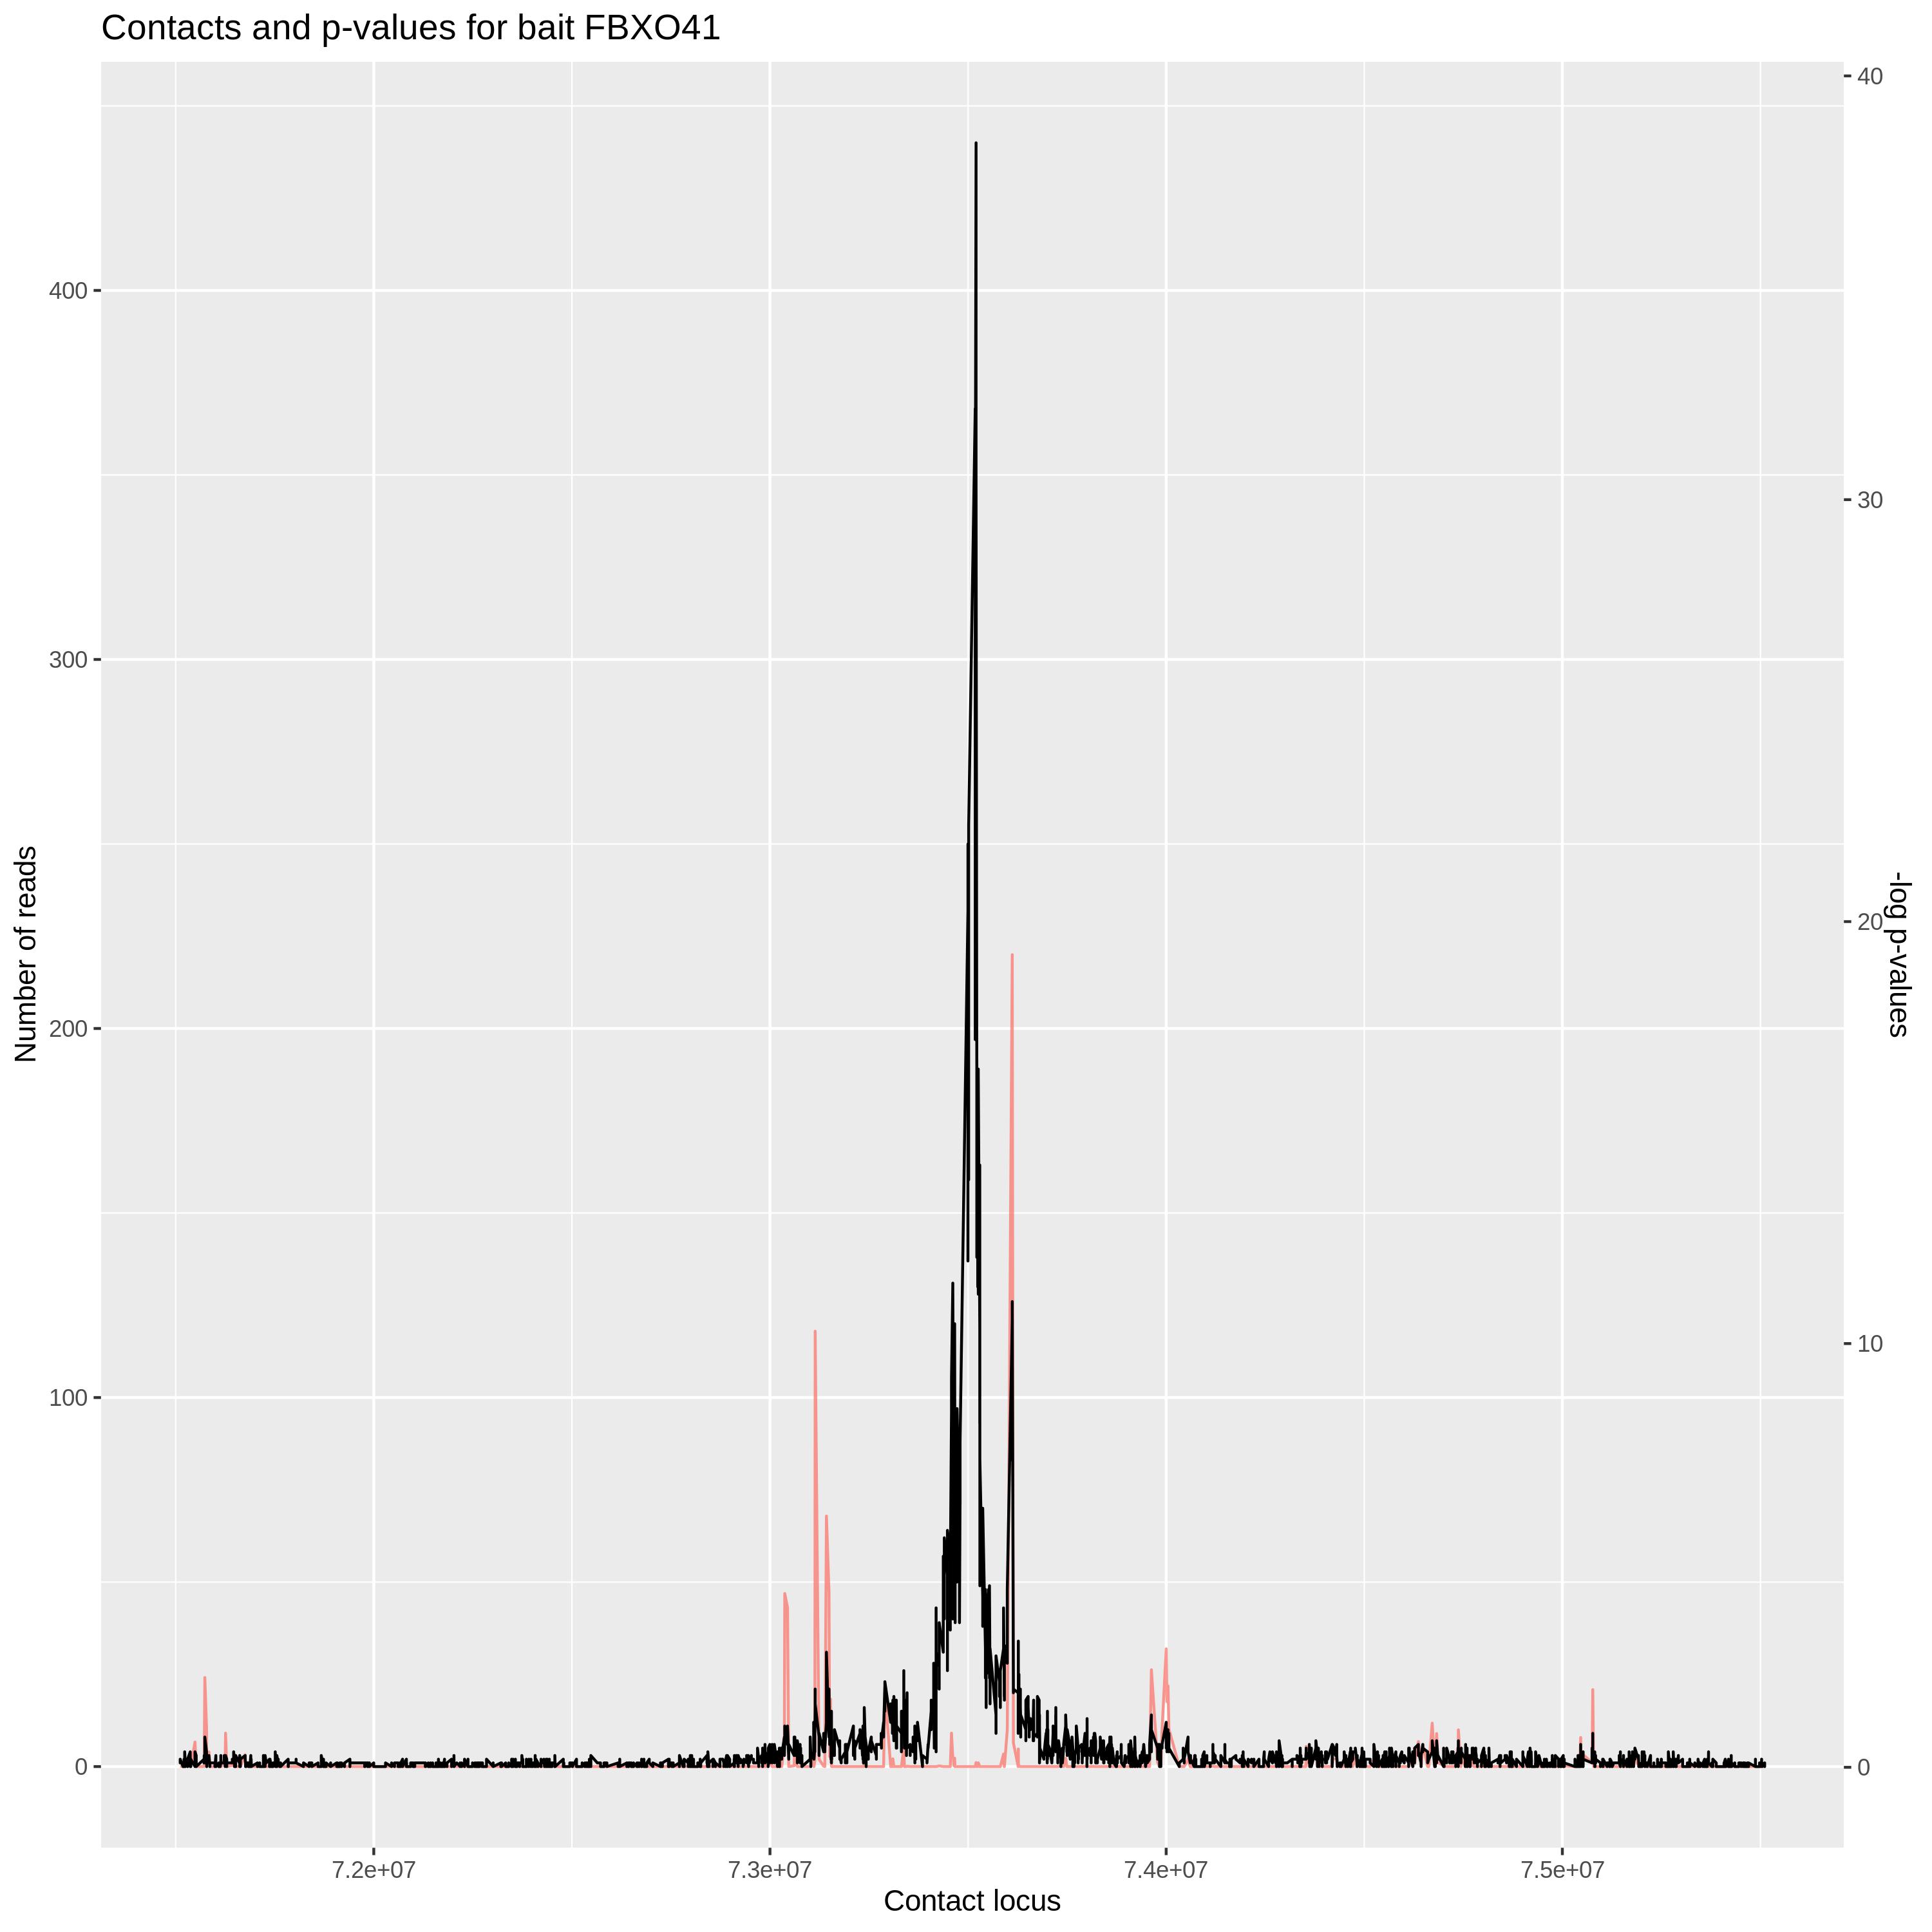 Contacts and p-values for bait FBXO41
Number of reads
400
300
200
100
0
40
30
20
10
0
-log p-values
7.2e+07
7.3e+07
7.4e+07
7.5e+07
Contact locus